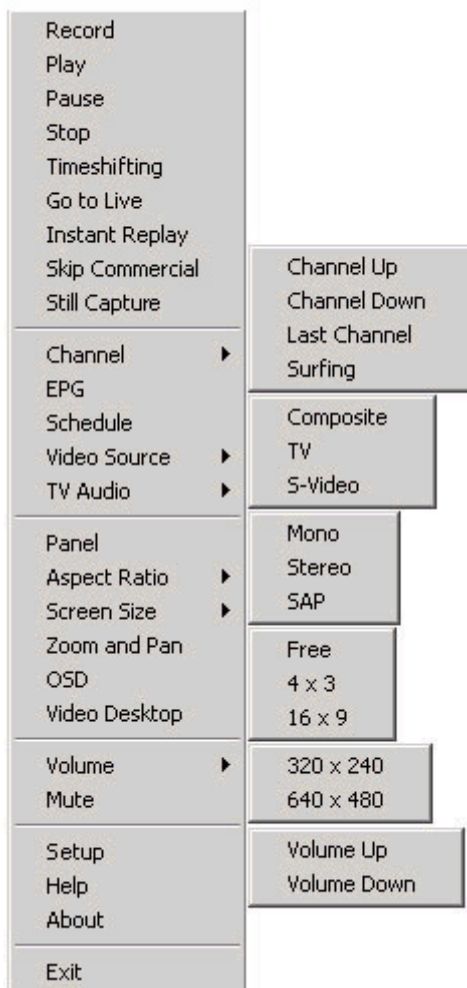 Record
Play
Pause
Stop
Timeshifting
Go to Live
Instant Replay
Skip Commercial
Still Capture
Channel
EPG
Schedule
Video Source
TV Audio
Panel
Aspect Ratio
Screen Size
Zoom and Pan
OSD
Video Desktop
Volume
Mute
Setup
Help
About
Exit
Channel Up
Channel Down
Last Channel
Surfing
Composite
TV
S-Video
Mono
Stereo
SAP
Free
4 x 3
16 x 9
320 x 240
640 x 480
Volume Up
Volume Down